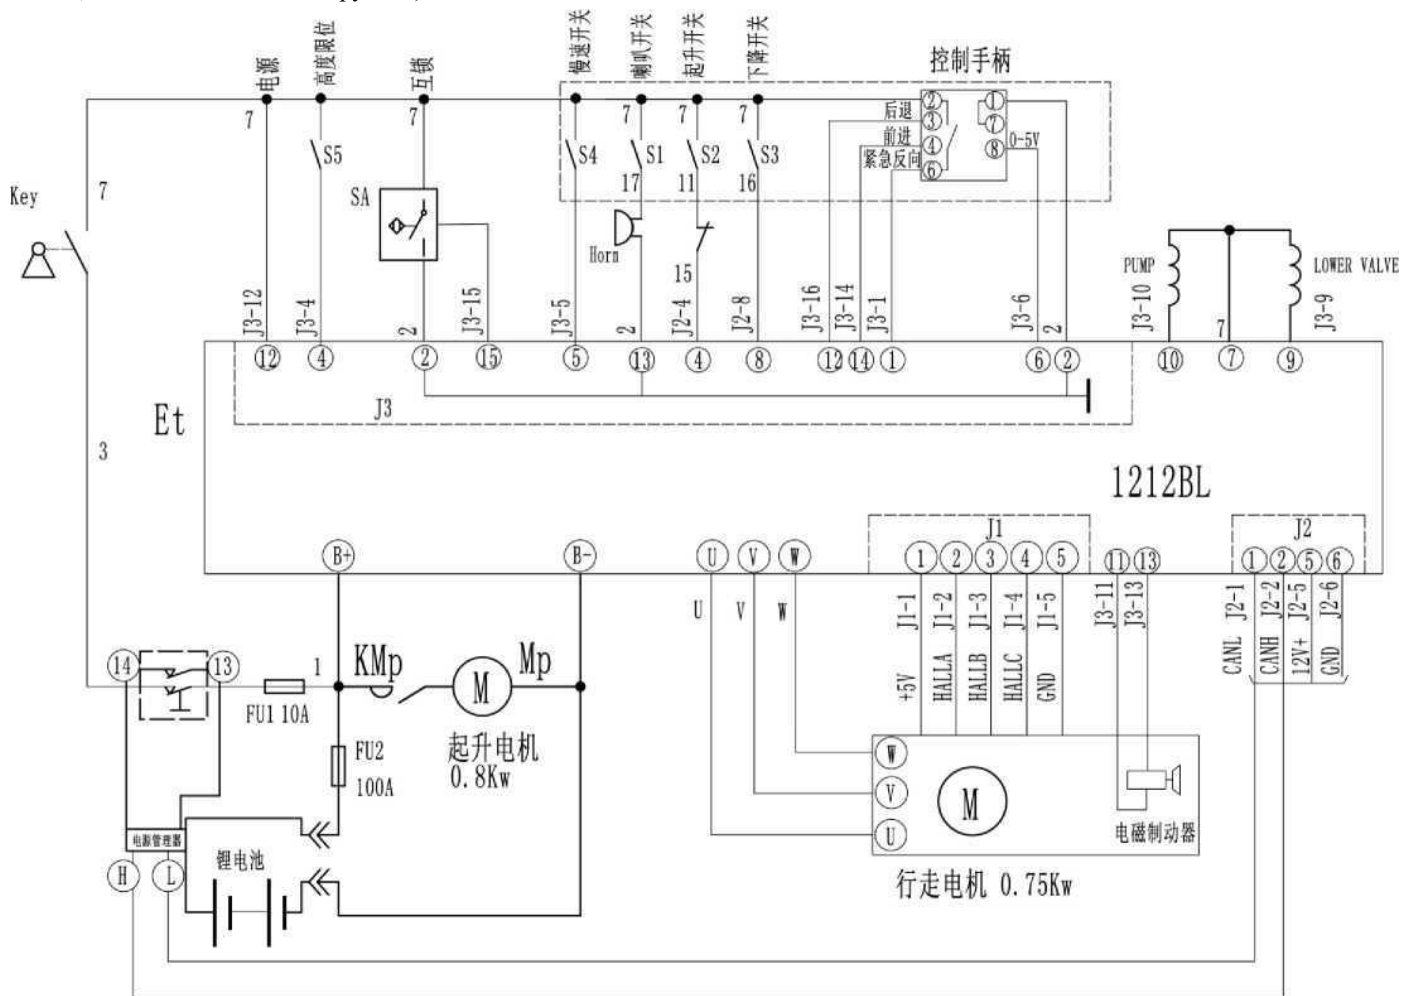 电源
高度限位
互锁
慢速开关
喇叭开关
起升开关
下降开关
控制手柄
7
7
7
7
7
后退
前进
紧急反向
2
3
4
6
1
7
8
0-5V
S5
S4
S1
S2
S3
17
11
16
Key
7
SA
Horn
15
PUMP
LOWER VALVE
J3-12
J3-4
2
J3-15
J3-5
2
J2-4
J2-8
J3-16
J3-14
J3-1
J3-6
2
J3-10
7
J3-9
12
4
2
15
5
13
4
8
12
14
1
6
2
10
7
9
J3
Et
3
1212BL
J1
J2
B+
B-
U
V
W
1
2
3
4
5
11
13
1
2
5
6
U
V
W
J1-1
J1-2
J1-3
J1-4
J1-5
J3-11
J3-13
J2-1
J2-2
J2-5
J2-6
+5V
HALLA
HALLB
HALLC
GND
CANL
CANH
12V+
GND
14
13
1
KMp
Mp
M
FU1 10A
起升电机
0.8Kw
FU2
100A
W
V
U
M
电磁制动器
电源管理器
锂电池
H
L
行走电机 0.75Kw